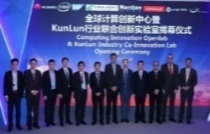 intel SAP
全球计算创新中心暨
KunLun行业联合创新实验室揭幕仪式
Computing Innovation Openlab
& KunLun Industry Co-Innovation Lab
Opening Ceremony